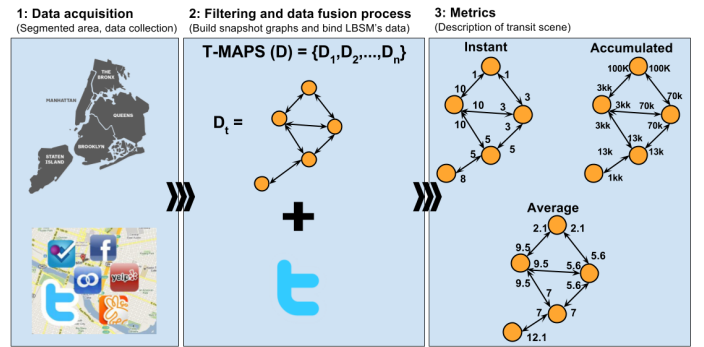 1: Data acquisition
(Segmented area, data collection)
THE
BRONX
MANHATTAN
QUEENS
BROOKLYN
STATEN
ISLAND
f
yelp
t
2: Filtering and data fusion process
(Build snapshot graphs and bind LBSM's data)
T-MAPS (D) = {D1,D2,...,Dn}
Dt =
+
t
3: Metrics
(Description of transit scene)
Instant
1 1
10 3
10 3
10 3
5 5
5
8
Accumulated
100K 100K
3kk 70k
3kk 70k
3kk 70k
13k
13k 13k
1kk
Average
2.1 2.1
9.5 5.6
9.5 5.6
9.5 5.6
7
7 7
12.1